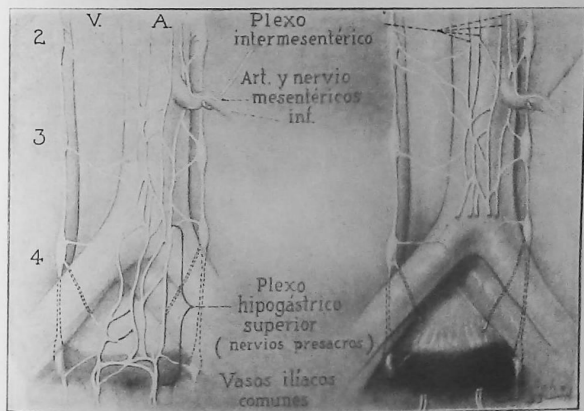 V. A. Plexo
2 intermesentérico
Art. y nervio
mesentéricos
inf.
3
4
Plexo
hipogástrico
superior
(nervios presacros)
Vasos ilíacos
comunes